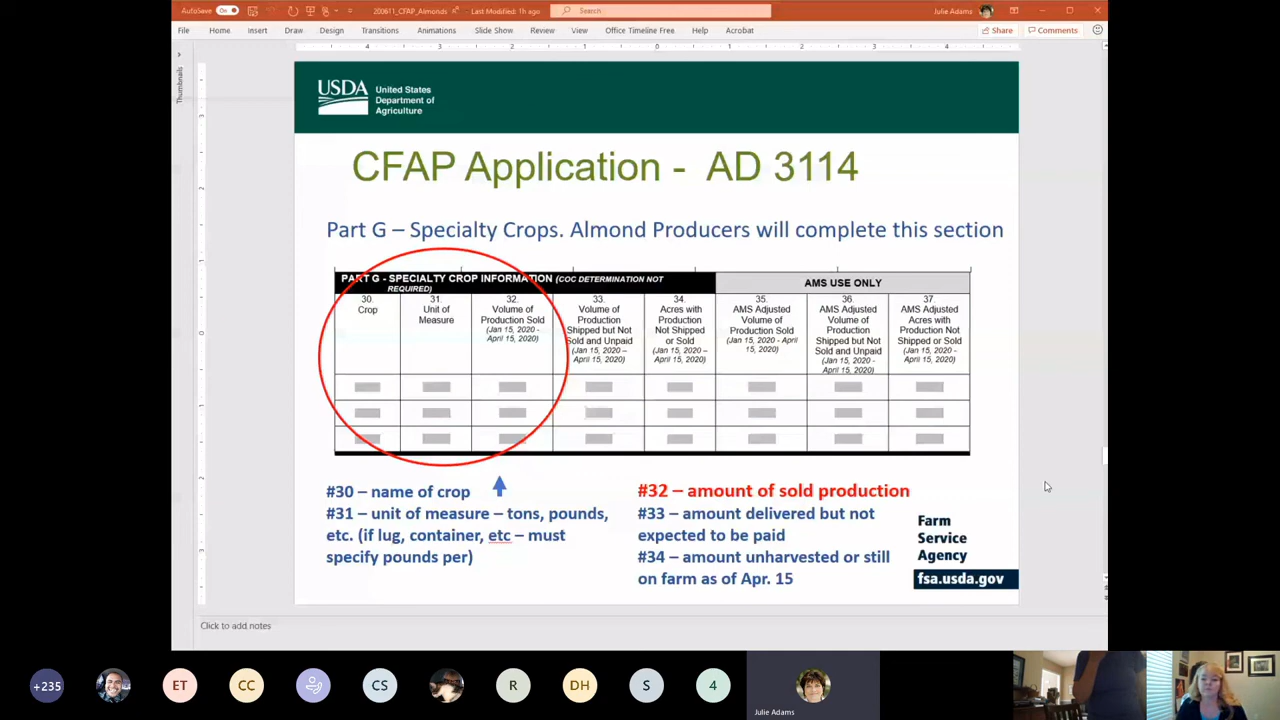 AutoSave On
200611_CFAP_Almonds
Last Modified: 1h ago
Search
Julie Adams
File Home Insert Draw Design Transitions Animations Slide Show Review View Office Timeline Free Help Acrobat Share Comments
4 3 2 1 0 1 2 3 4
Thumbnails
USDA
United States
Department of
Agriculture
CFAP Application - AD 3114
Part G – Specialty Crops. Almond Producers will complete this section
PART G - SPECIALTY CROP INFORMATION (COC DETERMINATION NOT
REQUIRED)
AMS USE ONLY
30.
Crop
31.
Unit of
Measure
32.
Volume of
Production Sold
(Jan 15, 2020 -
April 15, 2020)
33.
Volume of
Production
Shipped but Not
Sold and Unpaid
(Jan 15, 2020 –
April 15, 2020)
34.
Acres with
Production
Not Shipped
or Sold
(Jan 15, 2020 –
April 15, 2020)
35.
AMS Adjusted
Volume of
Production Sold
(Jan 15, 2020 - April
15, 2020)
36.
AMS Adjusted
Volume of
Production
Shipped but Not
Sold and Unpaid
(Jan 15, 2020 -
April 15, 2020)
37.
AMS Adjusted
Acres with
Production Not
Shipped or Sold
(Jan 15, 2020 -
April 15, 2020)
#30 – name of crop
#31 – unit of measure – tons, pounds,
etc. (if lug, container, etc – must
specify pounds per)
#32 – amount of sold production
#33 – amount delivered but not
expected to be paid
#34 – amount unharvested or still
on farm as of Apr. 15
Farm
Service
Agency
fsa.usda.gov
Click to add notes
+235 ET CC CS R DH S 4
Julie Adams